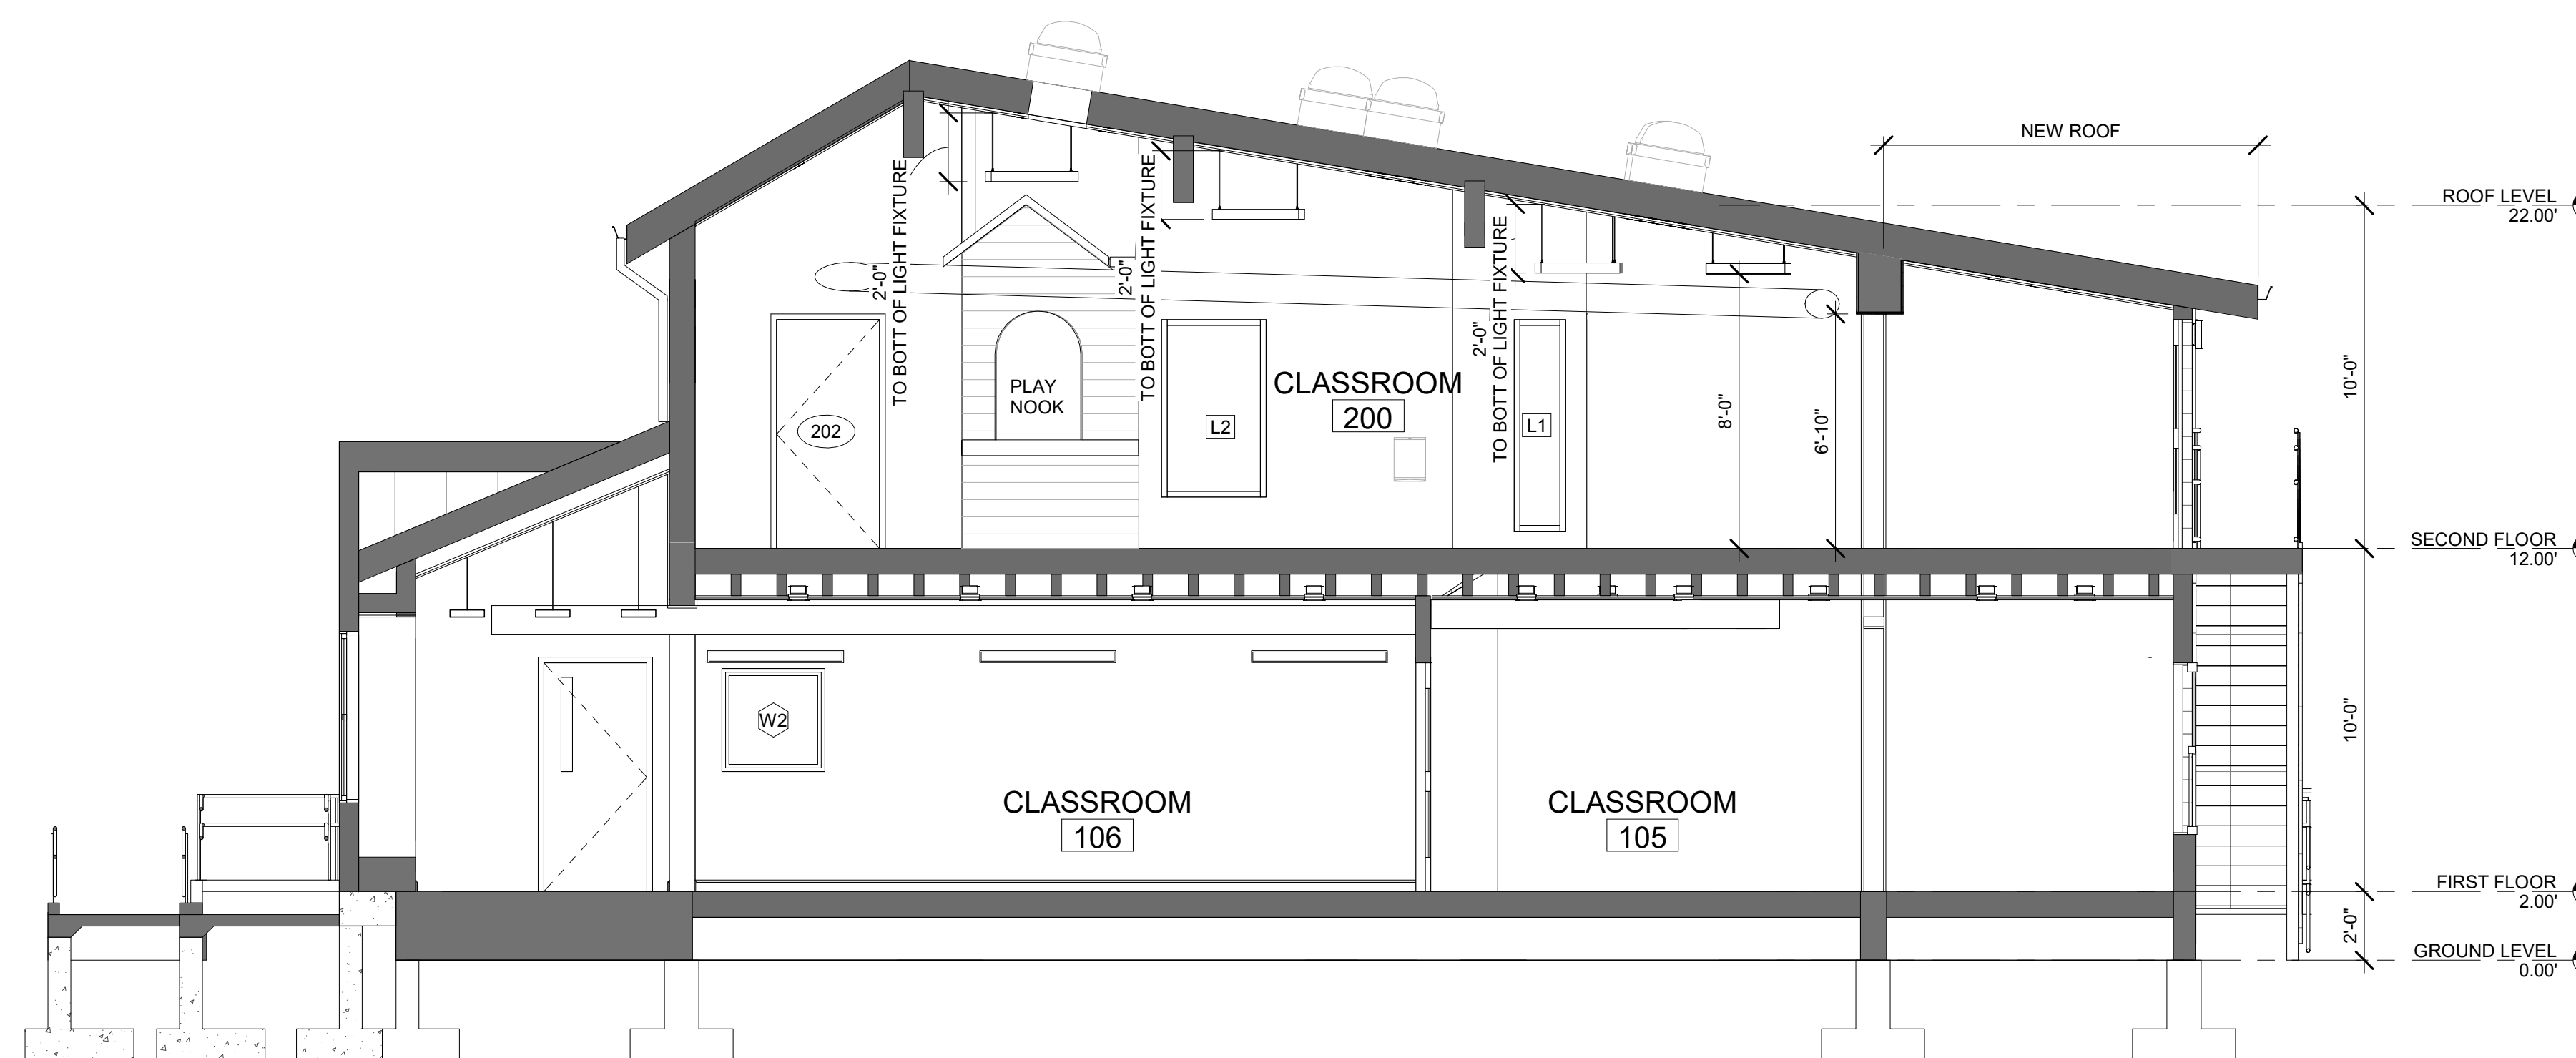 NEW ROOF
ROOF LEVEL
22.00'
2'-0"
TO BOTT OF LIGHT FIXTURE
2'-0"
TO BOTT OF LIGHT FIXTURE
2'-0"
TO BOTT OF LIGHT FIXTURE
PLAY
NOOK
CLASSROOM
200
202
L2
L1
8'-0"
6'-10"
10'-0"
SECOND FLOOR
12.00'
W2
CLASSROOM
106
CLASSROOM
105
10'-0"
FIRST FLOOR
2.00'
2'-0"
GROUND LEVEL
0.00'